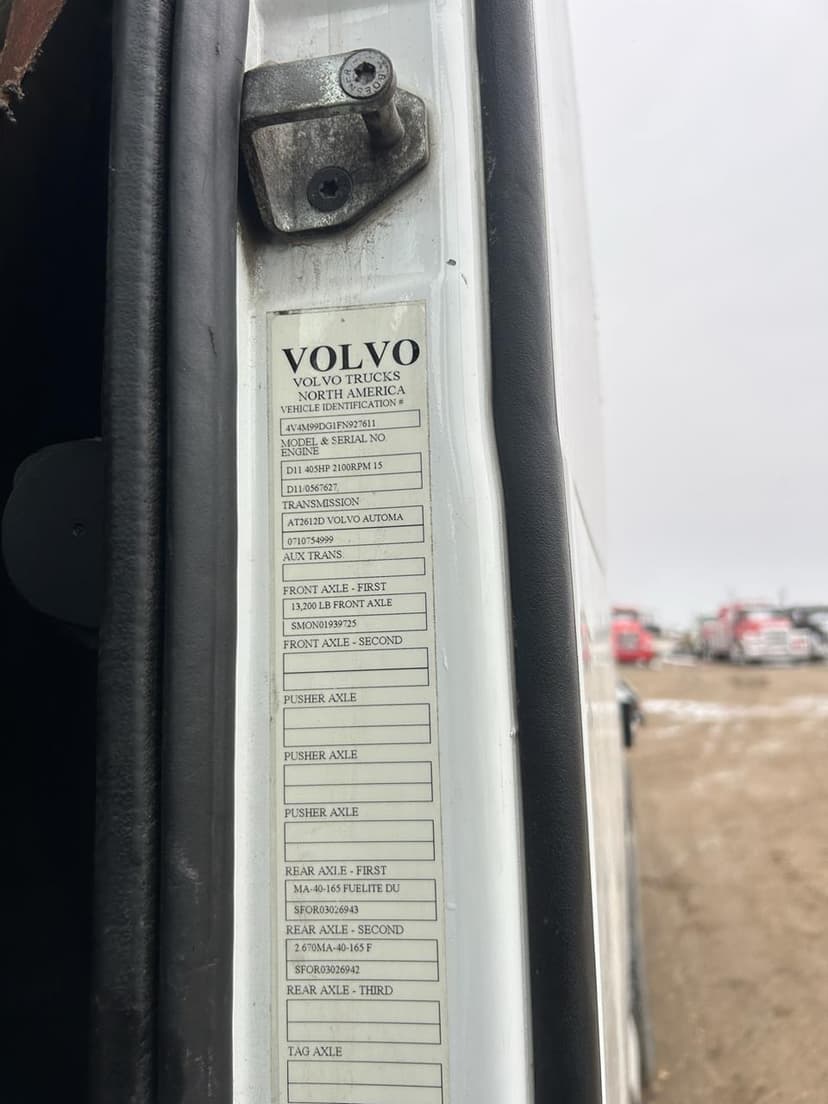 VOLVO
VOLVO TRUCKS
NORTH AMERICA
VEHICLE IDENTIFICATION #
4V4M99DG1FN927611
MODEL & SERIAL NO.
ENGINE
D11 405HP 2100RPM 15
D11/0567627
TRANSMISSION
AT2612D VOLVO AUTOMA
0710754999
AUX TRANS.
FRONT AXLE - FIRST
13,200 LB FRONT AXLE
SMON01939725
FRONT AXLE - SECOND
PUSHER AXLE
PUSHER AXLE
PUSHER AXLE
REAR AXLE - FIRST
MA-40-165 FUELITE DU
SFOR03026943
REAR AXLE - SECOND
2.670MA-40-165 F
SFOR03026942
REAR AXLE - THIRD
TAG AXLE